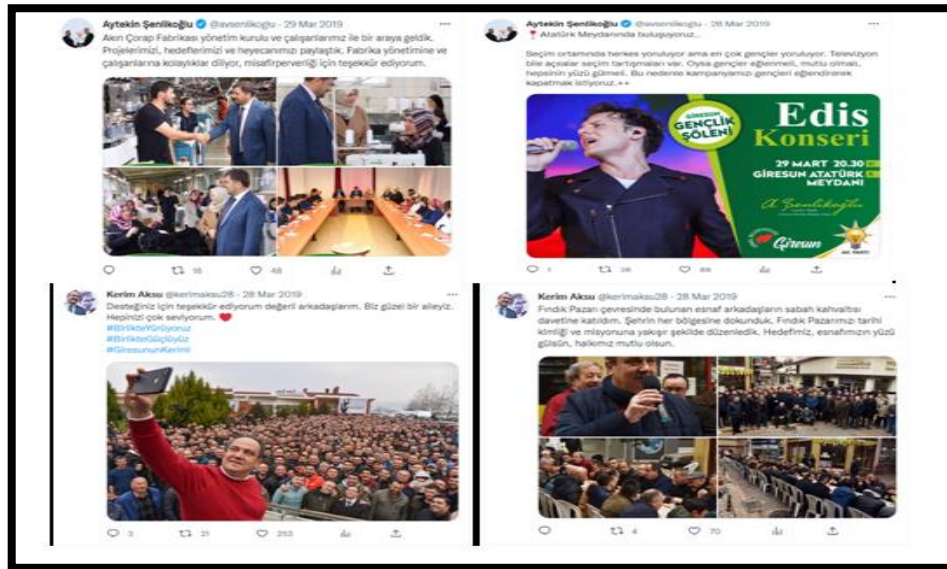 Aytekin Şenlikoğlu @avsenlikoglu · 29 Mar 2019
Akın Çorap Fabrikası yönetim kurulu ve çalışanlarımız ile bir araya geldik.
Projelerimizi, hedeflerimizi ve heyecanımızı paylaştık. Fabrika yönetimine ve
çalışanlarına kolaylıklar diliyor, misafirperverliği için teşekkür ediyorum.
16 48
Aytekin Şenlikoğlu @avsenlikoglu · 28 Mar 2019
Atatürk Meydanında buluşuyoruz...
Seçim ortamında herkes yoruluyor ama en çok gençler yoruluyor. Televizyon
bile açsalar seçim tartışmaları var. Oysa gençler eğlenmeli, mutlu olmalı,
hepsinin yüzü gülmeli. Bu nedenle kampanyamızı gençleri eğlendirerek
kapatmak istiyoruz.++
GİRESUN
GENÇLİK
ŞÖLENİ
Edis
Konseri
29 MART 20.30
GİRESUN ATATÜRK
MEYDANI
A. Şenlikoğlu
Giresun
AK PARTİ
1 26 88
Kerim Aksu @kerimaksu28 · 28 Mar 2019
Desteğiniz için teşekkür ediyorum değerli arkadaşlarım. Biz güzel bir aileyiz.
Hepinizi çok seviyorum.
#BirlikteYürüyoruz
#BirlikteGüçlüyüz
#GiresununKerimi
3 21 253
Kerim Aksu @kerimaksu28 · 28 Mar 2019
Fındık Pazarı çevresinde bulunan esnaf arkadaşların sabah kahvaltısı
davetine katıldım. Şehrin her bölgesine dokunduk. Fındık Pazarımızı tarihi
kimliği ve misyonuna yakışır şekilde düzenledik. Hedefimiz, esnafımızın yüzü
gülsün, halkımız mutlu olsun.
4 70